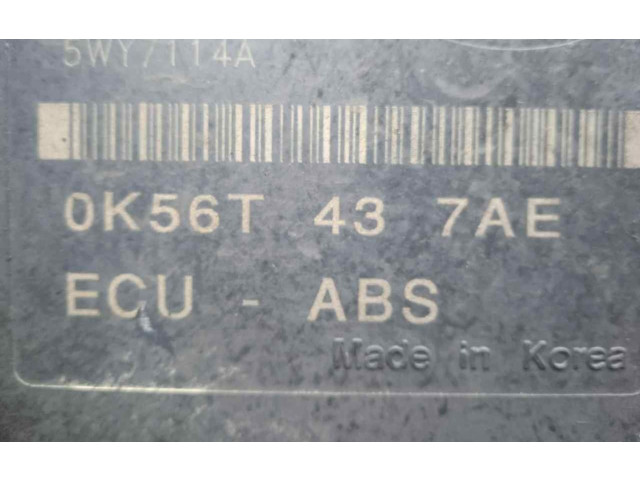 5WY7114A
0K56T 43 7AE
ECU - ABS
Made in Korea